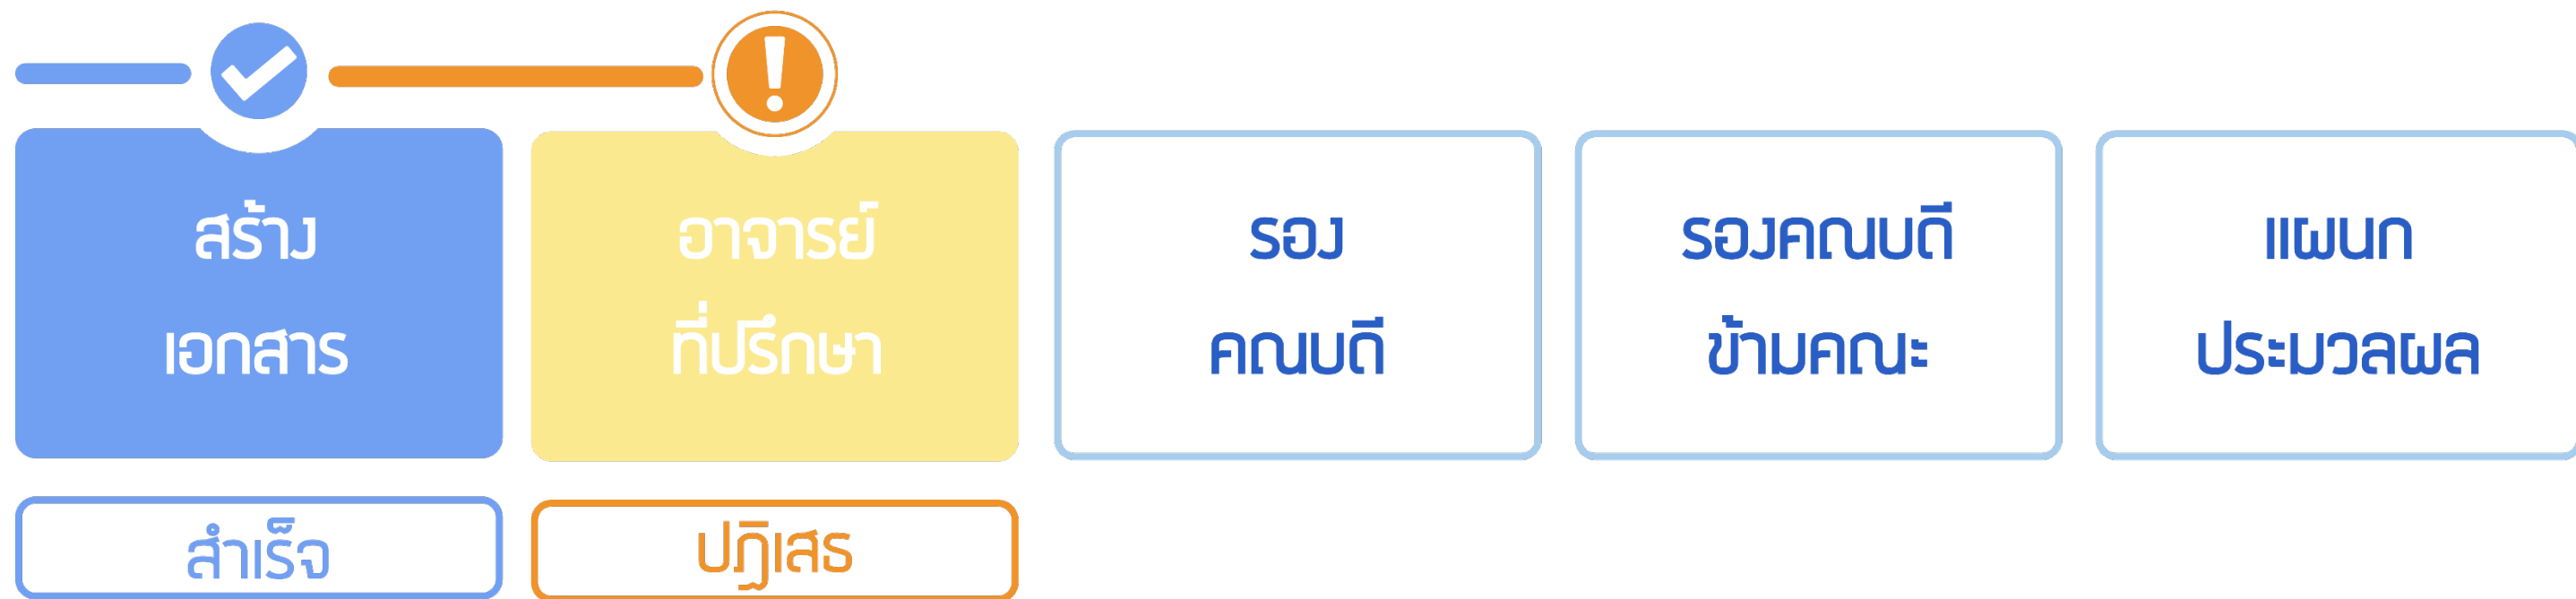 สร้าง
เอกสาร
สำเร็จ
อาจารย์
ที่ปรึกษา
ปฏิเสธ
รอง
คณบดี
รองคณบดี
ข้ามคณะ
แผนก
ประมวลผล